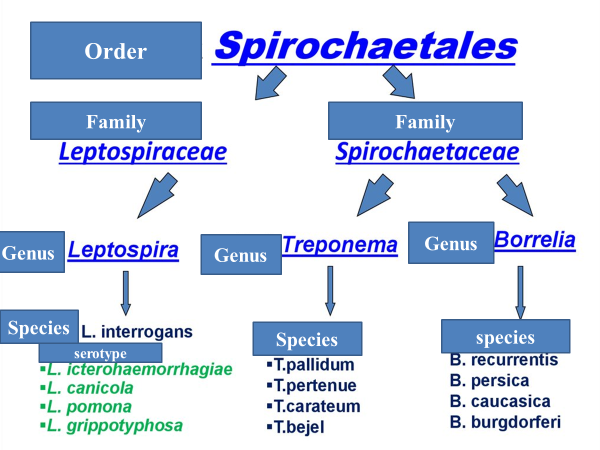 Order
Spirochaetales
Family
Leptospiraceae
Family
Spirochaetaceae
Genus
Leptospira
Genus
Treponema
Genus
Borrelia
Species
L. interrogans
serotype
▪L. icterohaemorrhagiae
▪L. canicola
▪L. pomona
▪L. grippotyphosa
Species
▪T.pallidum
▪T.pertenue
▪T.carateum
▪T.bejel
species
B. recurrentis
B. persica
B. caucasica
B. burgdorferi